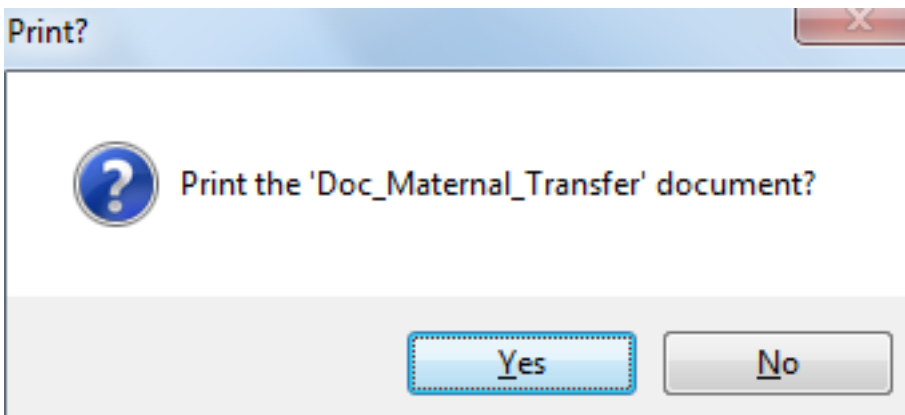 Print?
Print the 'Doc_Maternal_Transfer' document?
Yes No